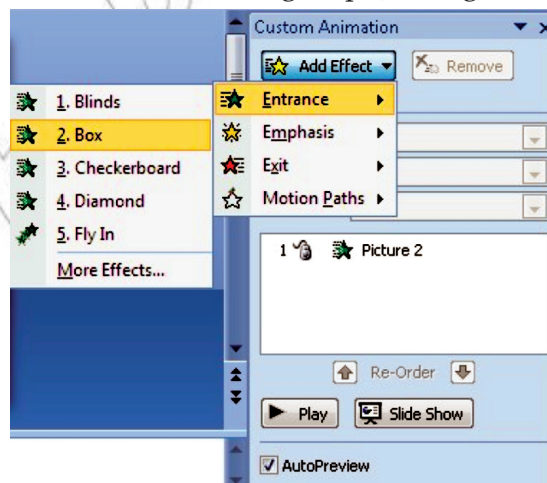 Custom Animation
Add Effect
Remove
1. Blinds
2. Box
3. Checkerboard
4. Diamond
5. Fly In
More Effects...
Entrance
Emphasis
Exit
Motion Paths
1 Picture 2
Re-Order
Play
Slide Show
AutoPreview